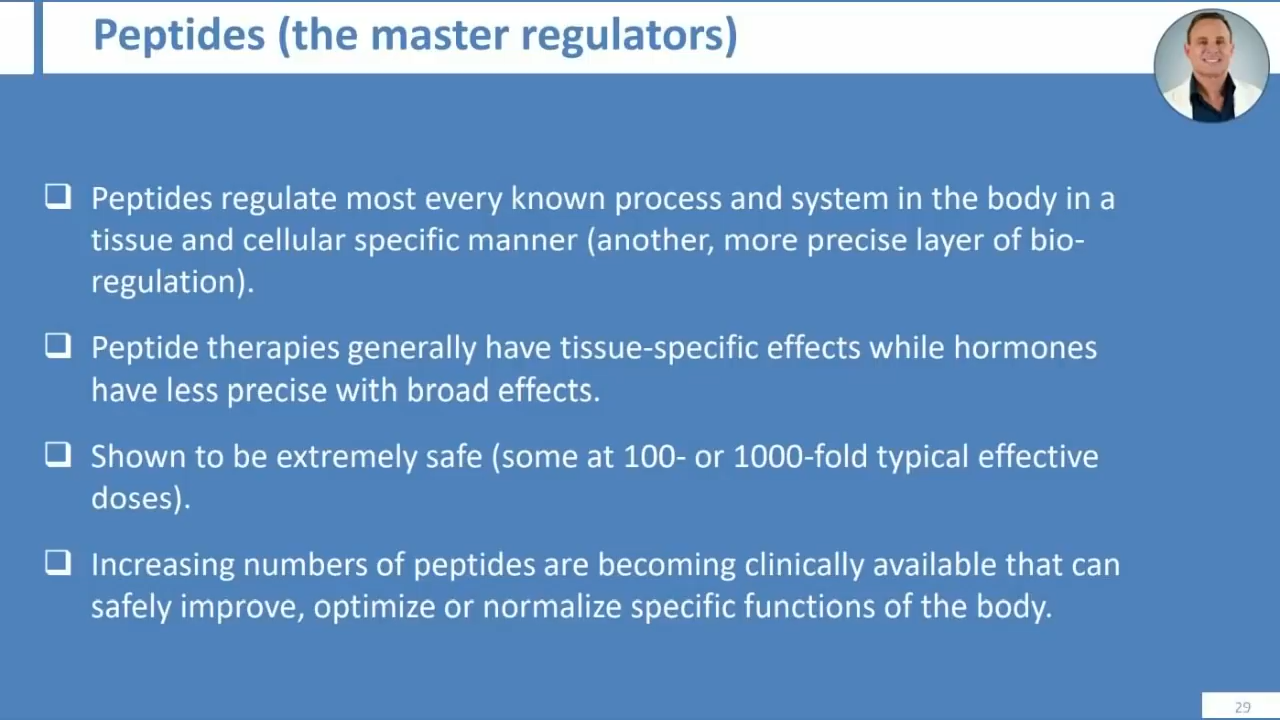 Peptides (the master regulators)
❑ Peptides regulate most every known process and system in the body in a
tissue and cellular specific manner (another, more precise layer of bio-
regulation).
❑ Peptide therapies generally have tissue-specific effects while hormones
have less precise with broad effects.
❑ Shown to be extremely safe (some at 100- or 1000-fold typical effective
doses).
❑ Increasing numbers of peptides are becoming clinically available that can
safely improve, optimize or normalize specific functions of the body.
29